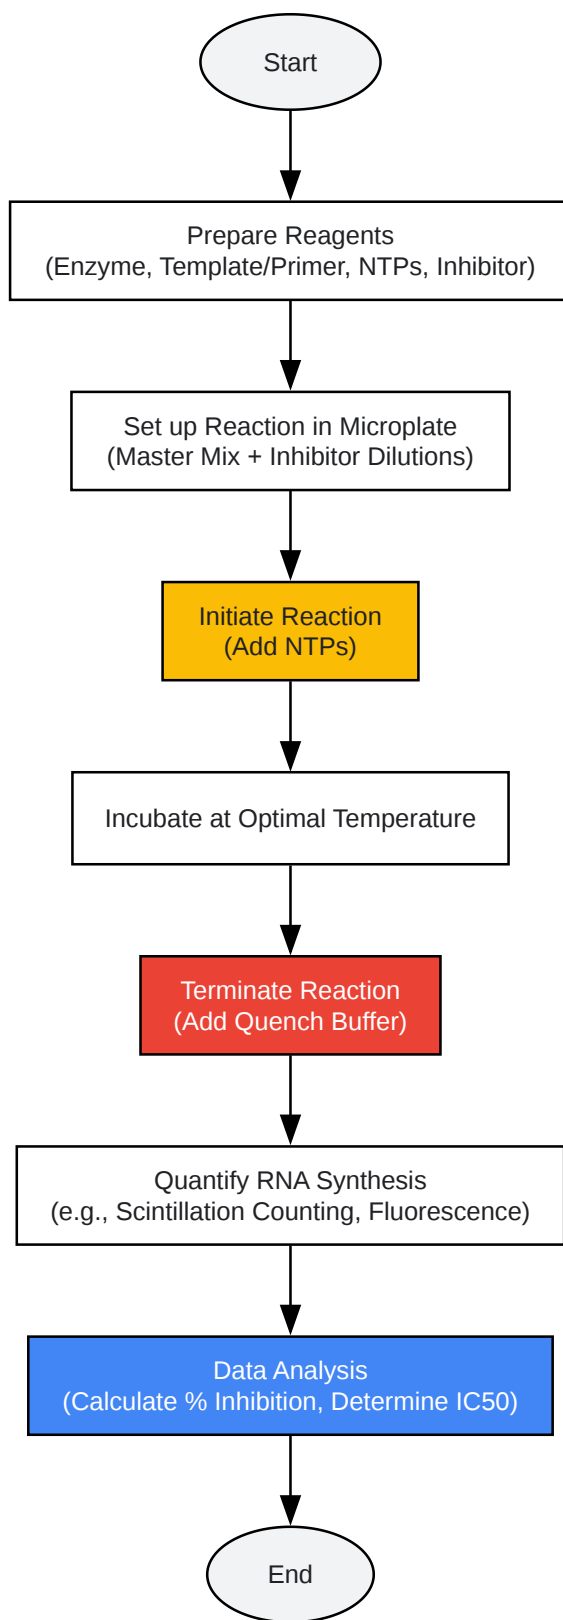 Start
Prepare Reagents
(Enzyme, Template/Primer, NTPs, Inhibitor)
Set up Reaction in Microplate
(Master Mix + Inhibitor Dilutions)
Initiate Reaction
(Add NTPs)
Incubate at Optimal Temperature
Terminate Reaction
(Add Quench Buffer)
Quantify RNA Synthesis
(e.g., Scintillation Counting, Fluorescence)
Data Analysis
(Calculate % Inhibition, Determine IC50)
End